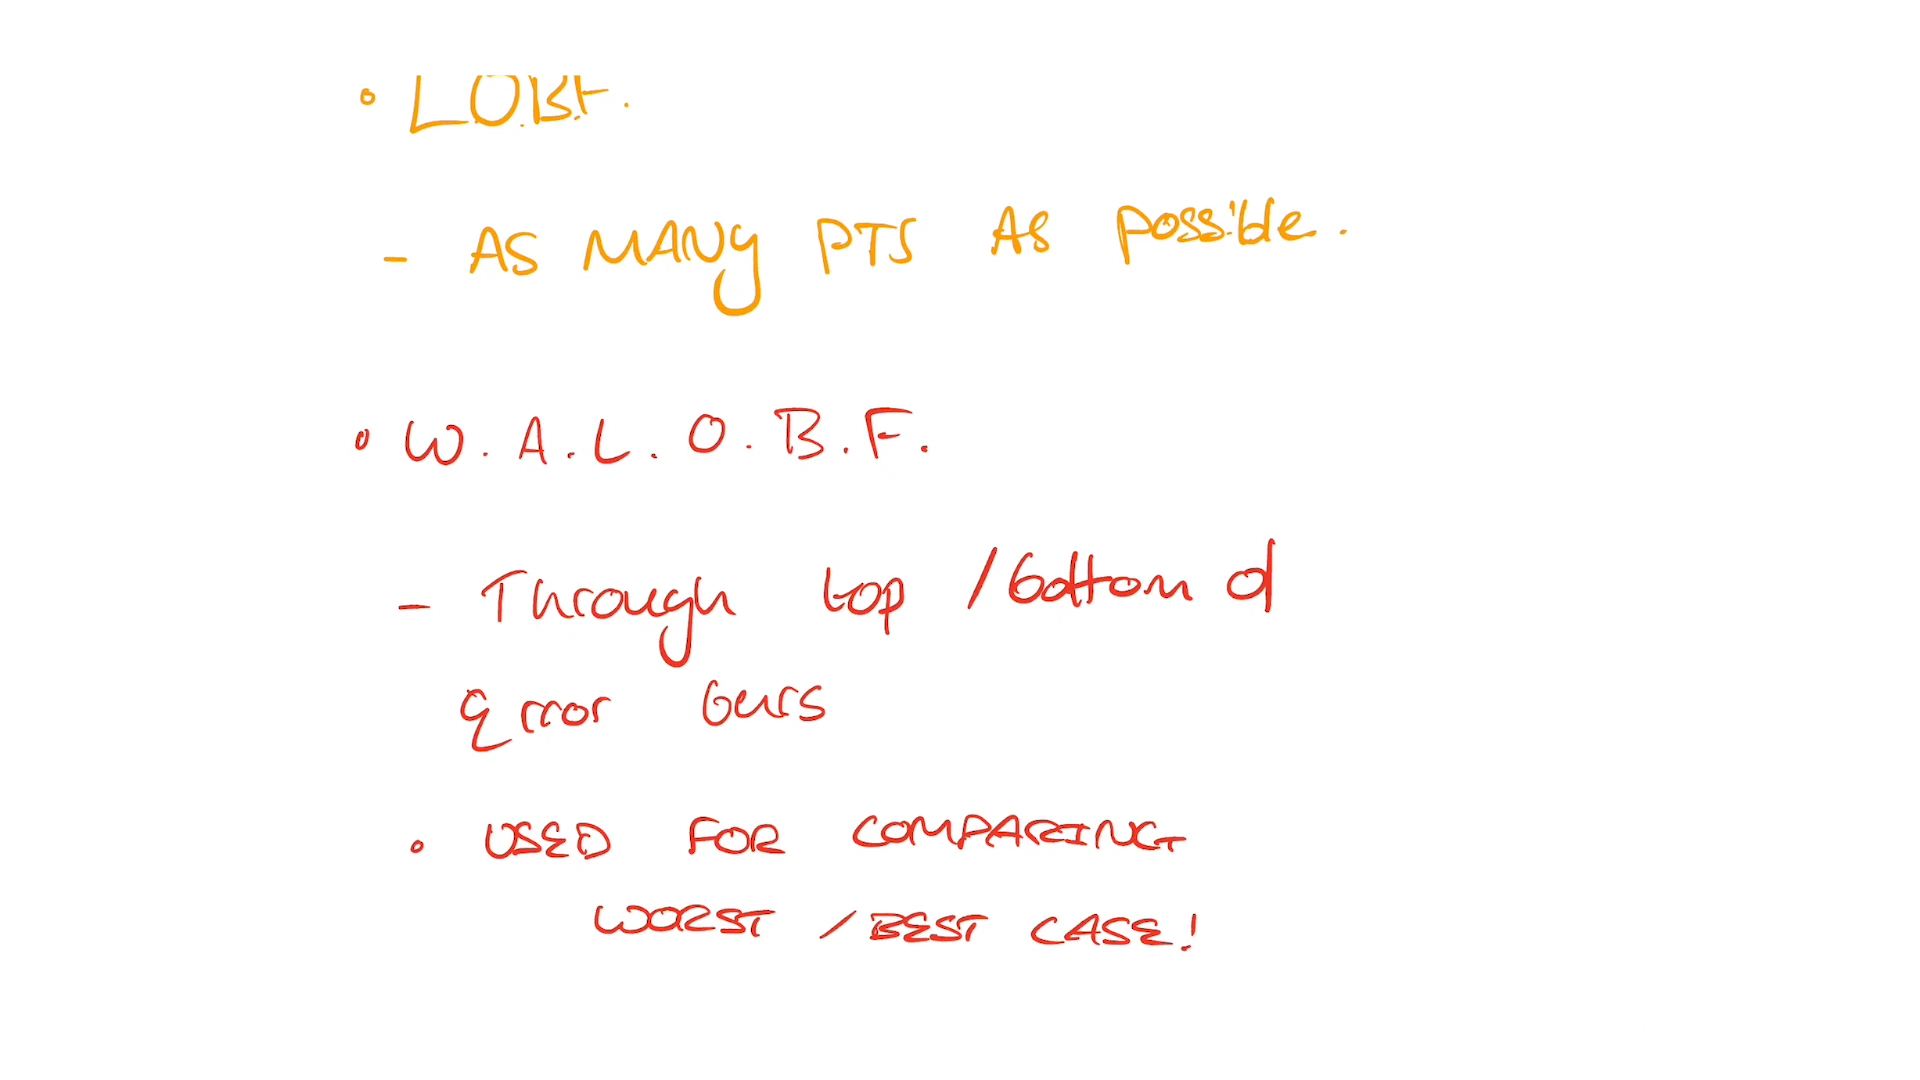 • L.O.B.F.
- AS MANY PTS AS possible.
• W.A.L.O.B.F.
- Through top / bottom of
Error bars
• USED FOR COMPARING
WORST / BEST CASE!